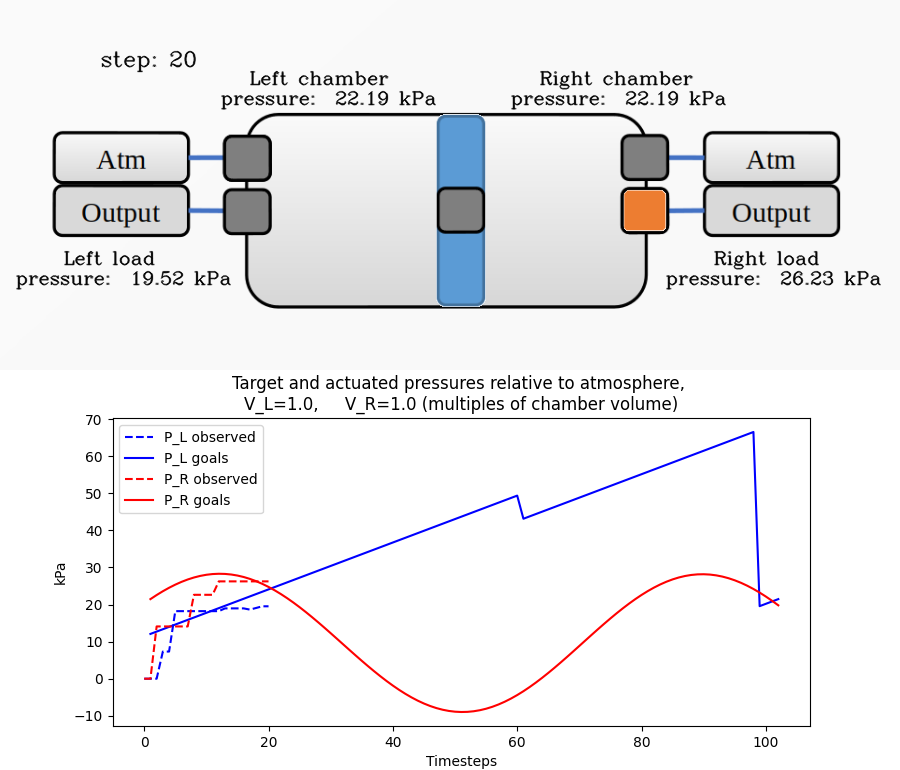 step: 20
Left chamber
pressure: 22.19 kPa
Right chamber
pressure: 22.19 kPa
Atm
Output
Atm
Output
Left load
pressure: 19.52 kPa
Right load
pressure: 26.23 kPa
Target and actuated pressures relative to atmosphere,
V_L=1.0, V_R=1.0 (multiples of chamber volume)
70
60
50
40
30
20
10
0
−10
kPa
P_L observed
P_L goals
P_R observed
P_R goals
0 20 40 60 80 100
Timesteps